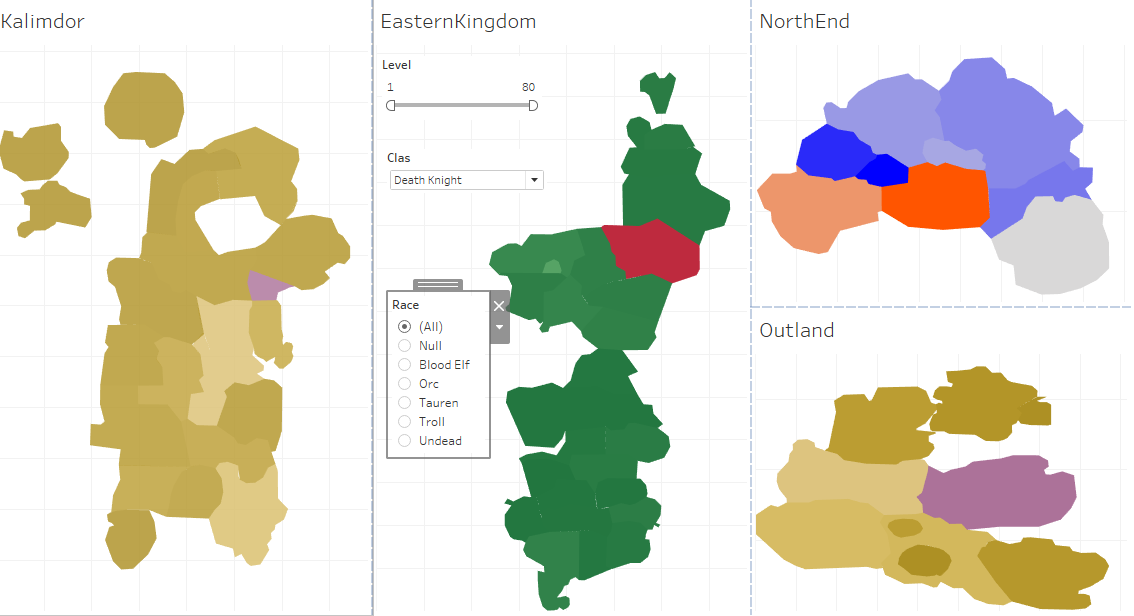 Kalimdor
EasternKingdom
NorthEnd
Level
1 80
Clas
Death Knight
Race
(All)
Null
Blood Elf
Orc
Tauren
Troll
Undead
Outland